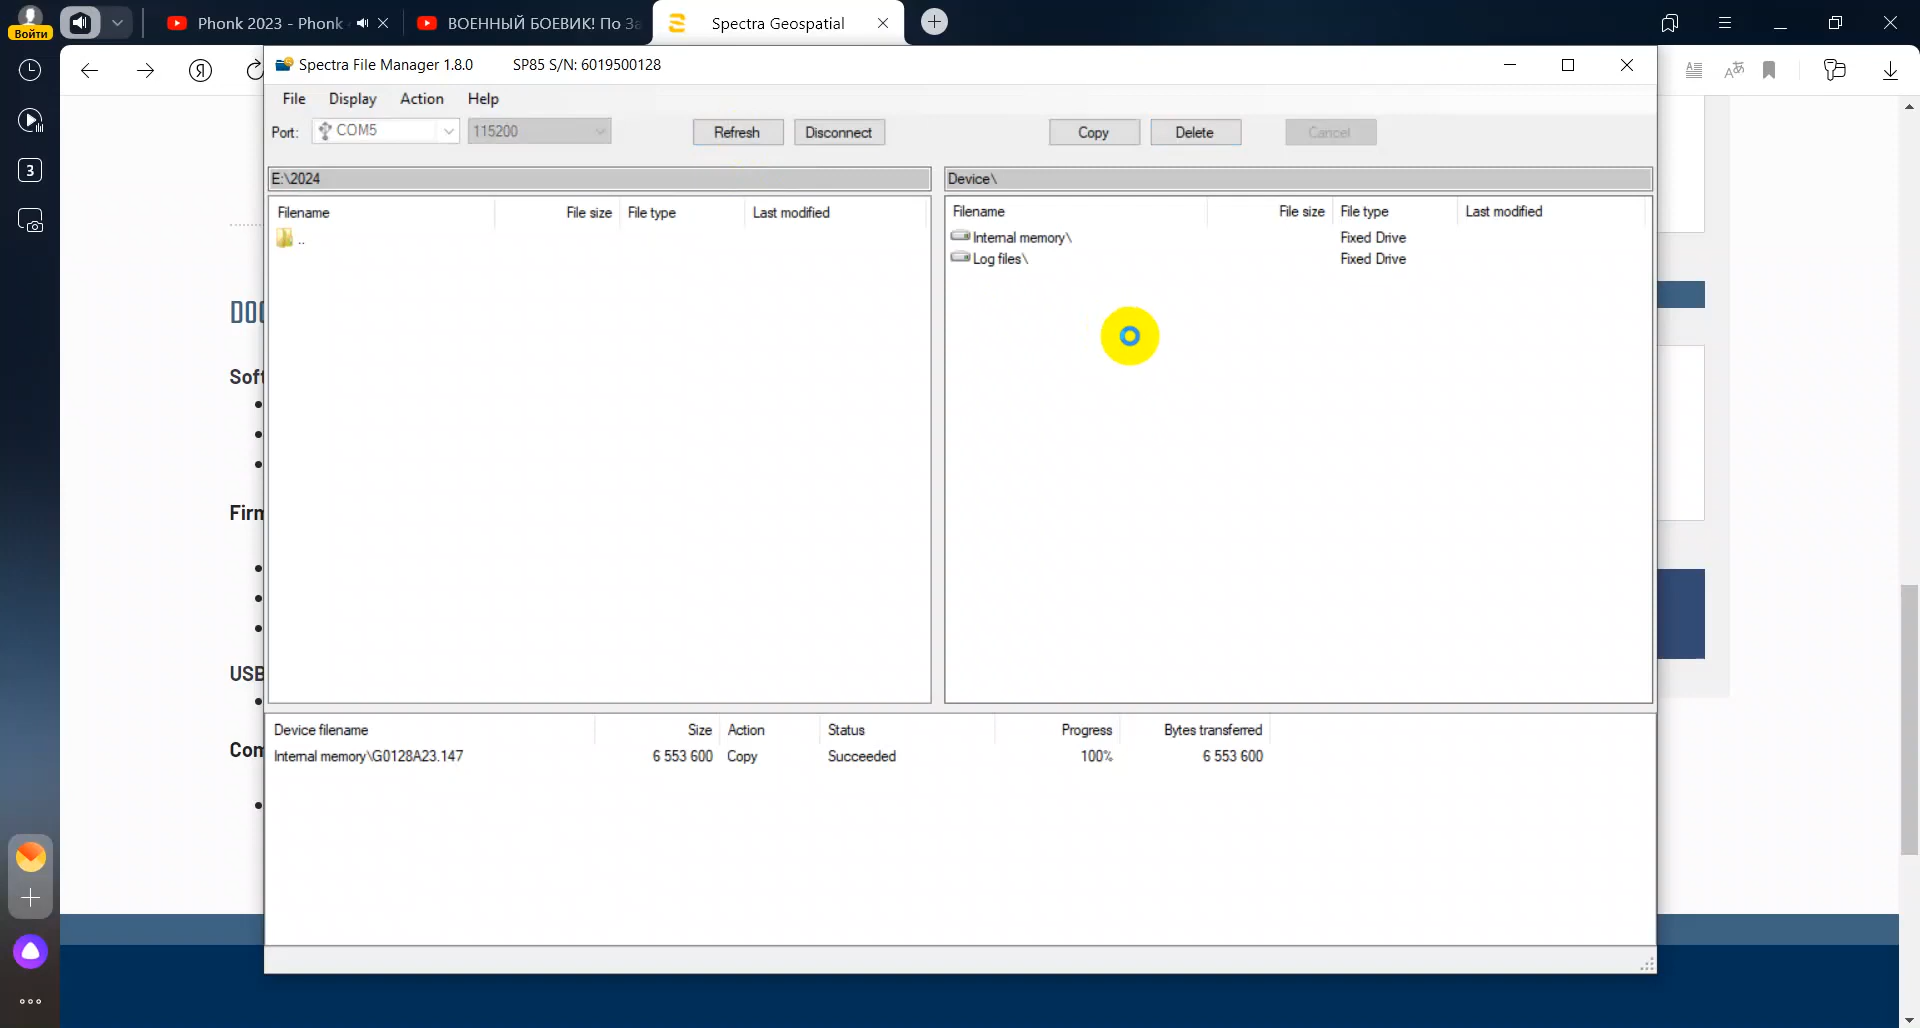 Войти
Phonk 2023 - Phonk
ВОЕННЫЙ БОЕВИК! По За
Spectra Geospatial
3
Spectra File Manager 1.8.0
SP85 S/N: 6019500128
File
Display
Action
Help
Port:
COM5
115200
Refresh
Disconnect
Copy
Delete
Cancel
E:\2024
Device\
Filename
File size
File type
Last modified
..
Filename
File size
File type
Last modified
Internal memory\
Fixed Drive
Log files\
Fixed Drive
DOC
Soft
Firm
USB
Com
Device filename
Size
Action
Status
Progress
Bytes transferred
Internal memory\G0128A23.147
6 553 600
Copy
Succeeded
100%
6 553 600